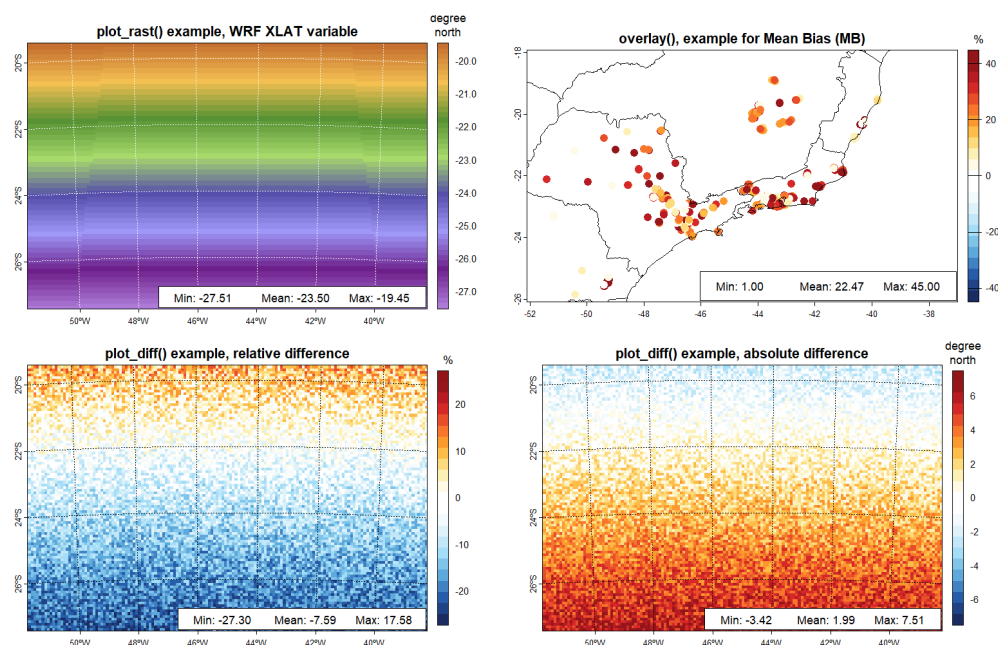 plot_rast() example, WRF XLAT variable
degree
north
20°S
22°S
24°S
26°S
-20.0
-21.0
-22.0
-23.0
-24.0
-25.0
-26.0
-27.0
Min: -27.51 Mean: -23.50 Max: -19.45
50°W 48°W 46°W 44°W 42°W 40°W
overlay(), example for Mean Bias (MB)
%
-18
-20
-22
-24
-26
40
20
0
-20
-40
Min: 1.00 Mean: 22.47 Max: 45.00
-52 -50 -48 -46 -44 -42 -40 -38
plot_diff() example, relative difference
%
20°S
22°S
24°S
26°S
20
10
0
-10
-20
Min: -27.30 Mean: -7.59 Max: 17.58
50°W 48°W 46°W 44°W 42°W 40°W
plot_diff() example, absolute difference
degree
north
20°S
22°S
24°S
26°S
6
4
2
0
-2
-4
-6
Min: -3.42 Mean: 1.99 Max: 7.51
50°W 48°W 46°W 44°W 42°W 40°W